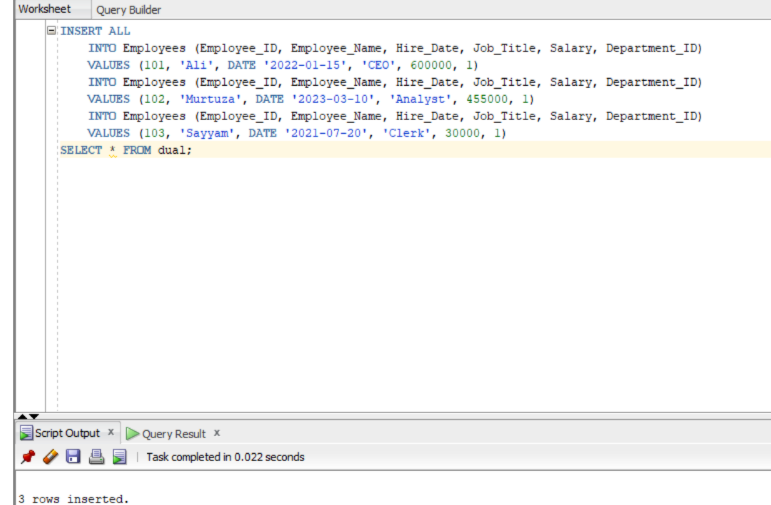 Worksheet Query Builder
INSERT ALL
INTO Employees (Employee_ID, Employee_Name, Hire_Date, Job_Title, Salary, Department_ID)
VALUES (101, 'Ali', DATE '2022-01-15', 'CEO', 600000, 1)
INTO Employees (Employee_ID, Employee_Name, Hire_Date, Job_Title, Salary, Department_ID)
VALUES (102, 'Murtuza', DATE '2023-03-10', 'Analyst', 455000, 1)
INTO Employees (Employee_ID, Employee_Name, Hire_Date, Job_Title, Salary, Department_ID)
VALUES (103, 'Sayyam', DATE '2021-07-20', 'Clerk', 30000, 1)
SELECT * FROM dual;
Script Output x Query Result x
Task completed in 0.022 seconds
3 rows inserted.